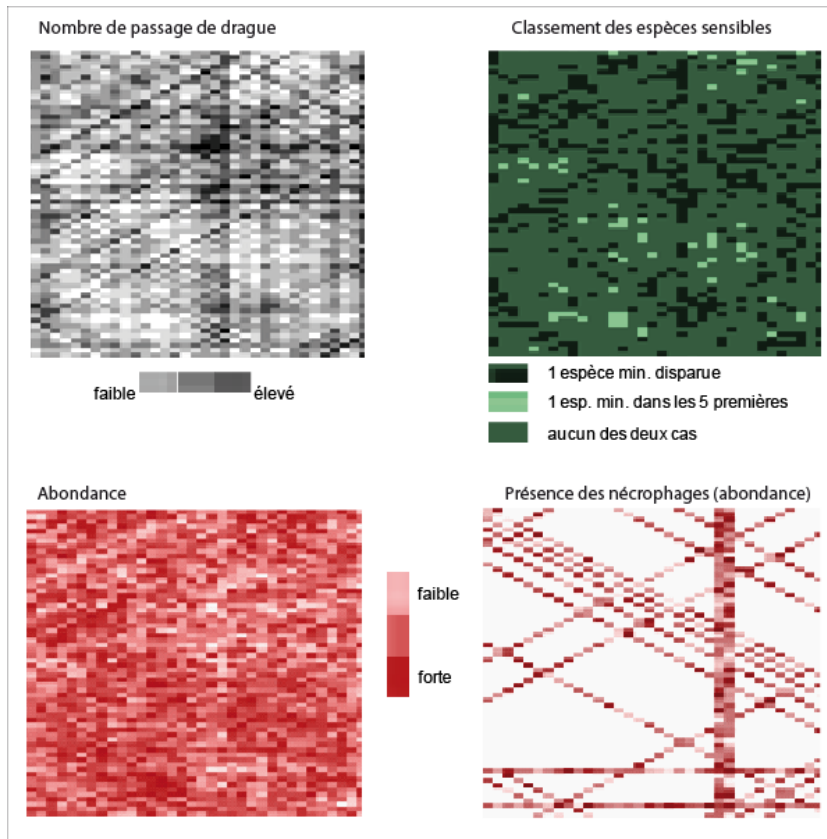 Nombre de passage de drague
Classement des espèces sensibles
faible
élevé
1 espèce min. disparue
1 esp. min. dans les 5 premières
aucun des deux cas
Abondance
Présence des nécrophages (abondance)
faible
forte